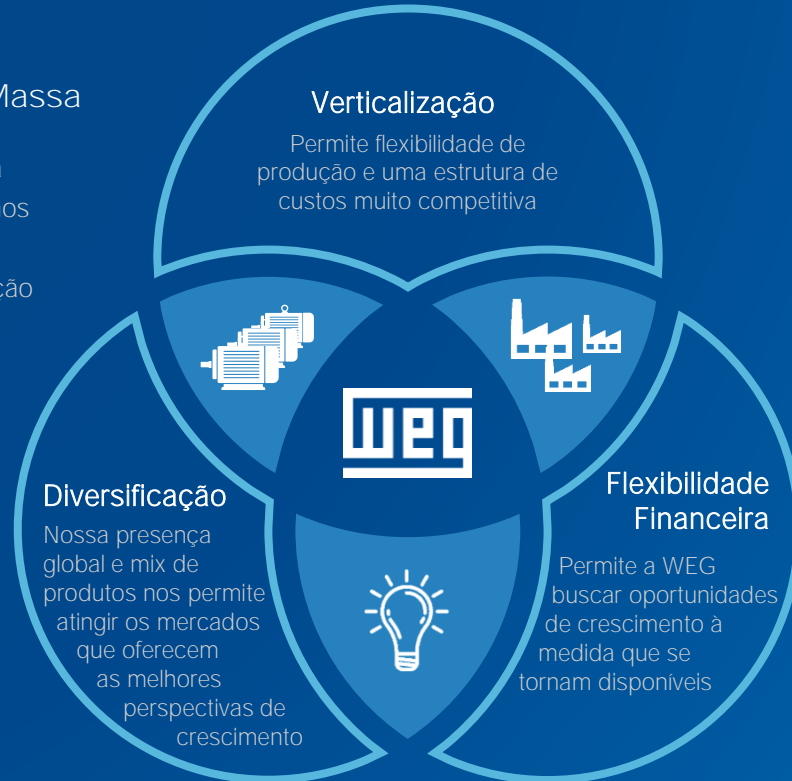 Massa
Verticalização
Permite flexibilidade de
produção e uma estrutura de
custos muito competitiva
weg
Diversificação
Nossa presença
global e mix de
produtos nos permite
atingir os mercados
que oferecem
as melhores
perspectivas de
crescimento
Flexibilidade
Financeira
Permite a WEG
buscar oportunidades
de crescimento à
medida que se
tornam disponíveis